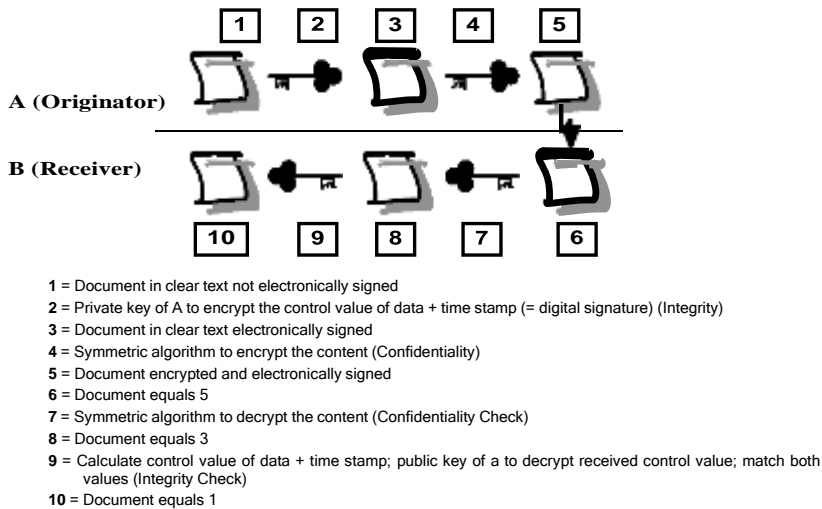 1 2 3 4 5
A (Originator)
B (Receiver)
10 9 8 7 6
1 = Document in clear text not electronically signed
2 = Private key of A to encrypt the control value of data + time stamp (= digital signature) (Integrity)
3 = Document in clear text electronically signed
4 = Symmetric algorithm to encrypt the content (Confidentiality)
5 = Document encrypted and electronically signed
6 = Document equals 5
7 = Symmetric algorithm to decrypt the content (Confidentiality Check)
8 = Document equals 3
9 = Calculate control value of data + time stamp; public key of a to decrypt received control value; match both
values (Integrity Check)
10 = Document equals 1